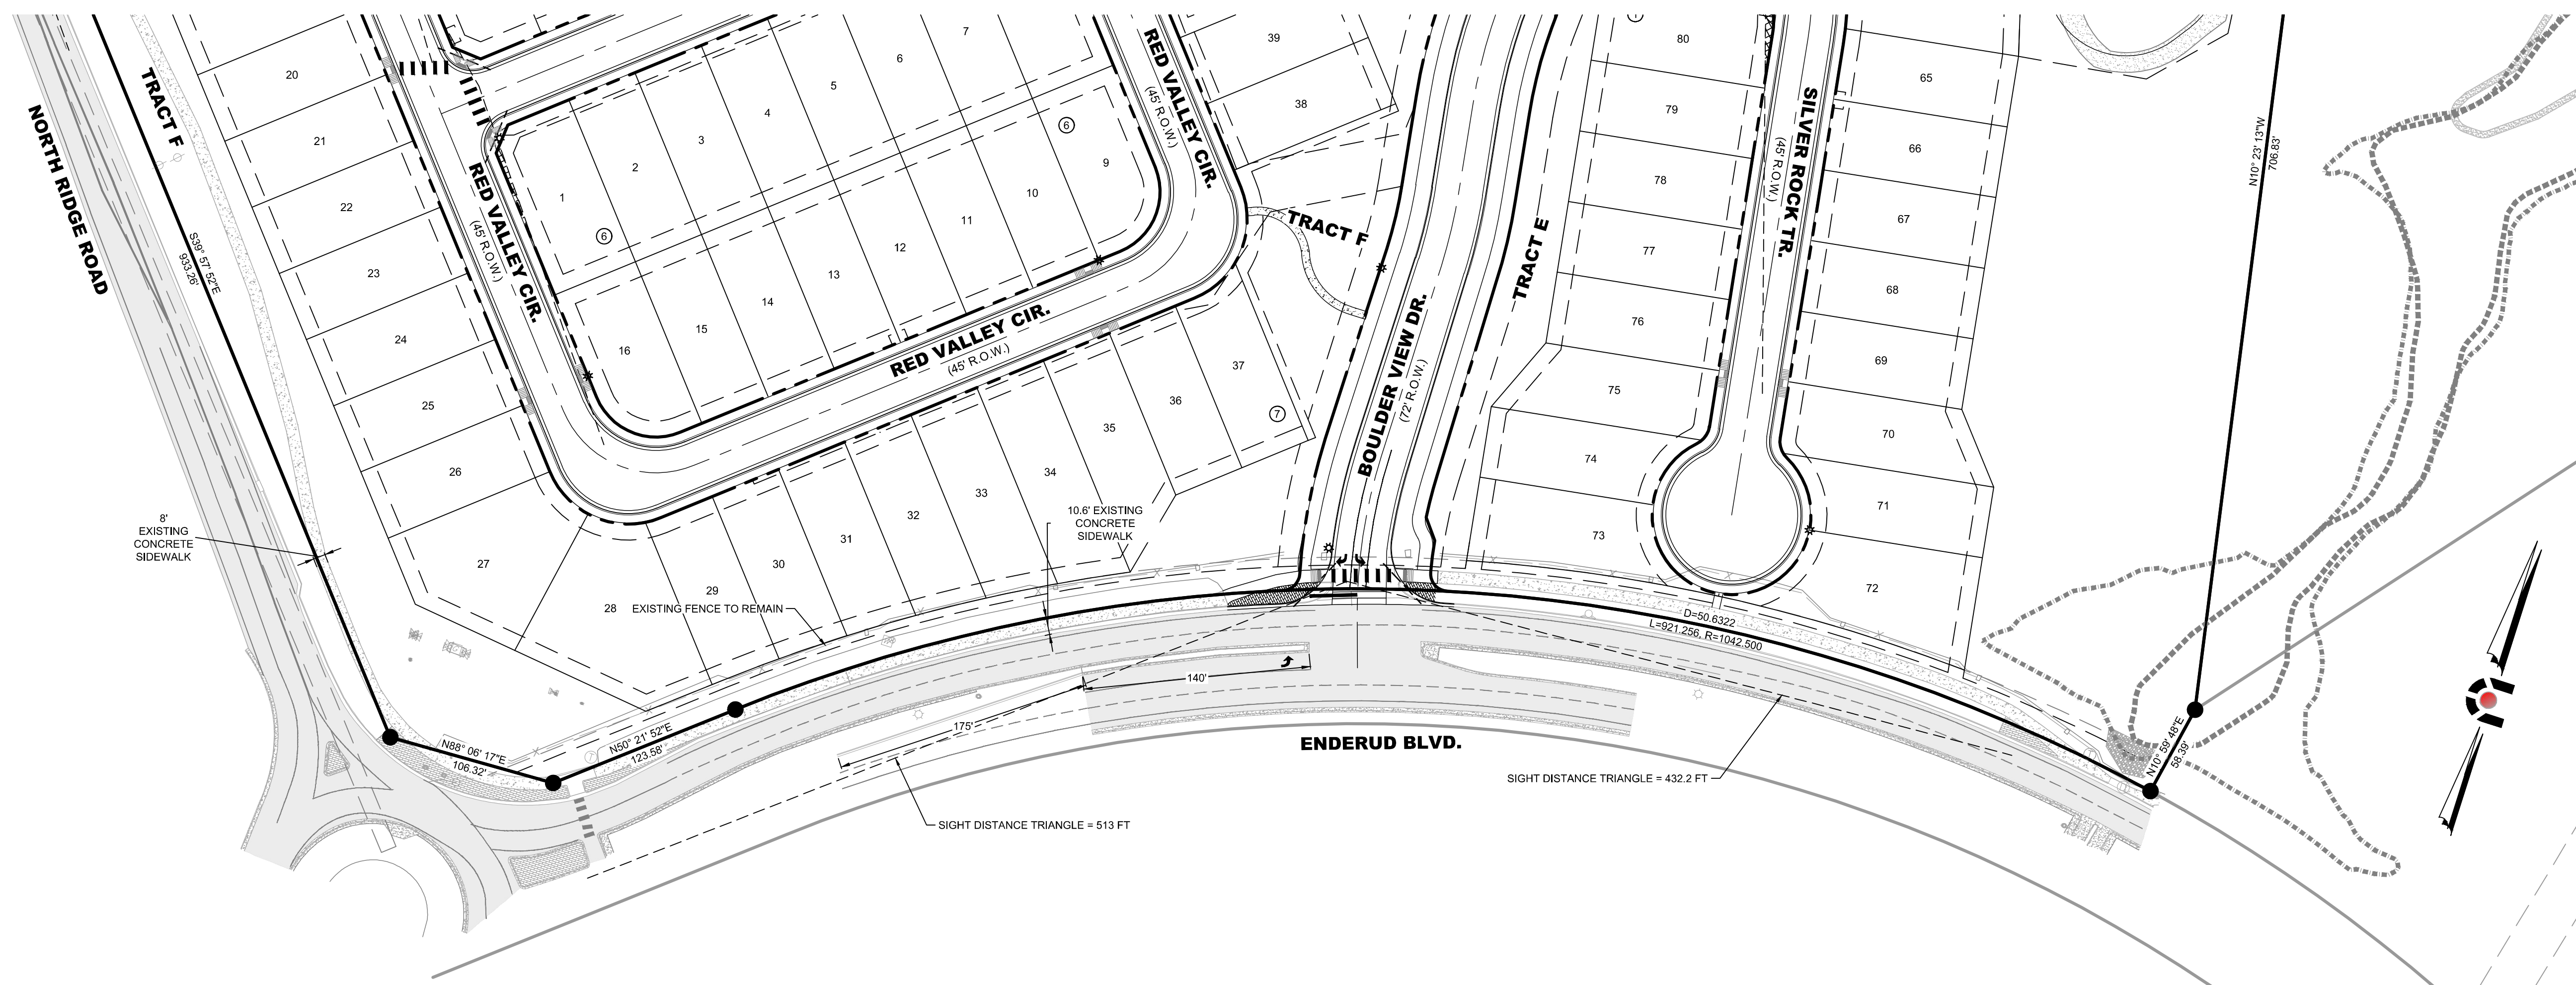 NORTH RIDGE ROAD
TRACT F
S39° 57' 52"E
933.26'
8'
EXISTING
CONCRETE
SIDEWALK
20
21
22
23
24
25
26
27
28
29
30
31
32
33
34
35
36
37
7
RED VALLEY CIR.
(45' R.O.W.)
1
2
3
4
5
6
7
6
6
9
10
11
12
13
14
15
16
RED VALLEY CIR.
(45' R.O.W.)
RED VALLEY CIR.
(45' R.O.W.)
39
38
TRACT F
BOULDER VIEW DR.
(72' R.O.W.)
TRACT E
80
79
78
77
76
75
74
73
SILVER ROCK TR.
(45' R.O.W.)
65
66
67
68
69
70
71
72
N10° 23' 13"W
706.83'
10.6' EXISTING
CONCRETE
SIDEWALK
EXISTING FENCE TO REMAIN
D=50.6322
L=921.256, R=1042.500
140'
175'
N88° 06' 17"E
106.32'
N50° 21' 52"E
123.58'
N10° 59' 48"E
58.39'
ENDERUD BLVD.
SIGHT DISTANCE TRIANGLE = 432.2 FT
SIGHT DISTANCE TRIANGLE = 513 FT